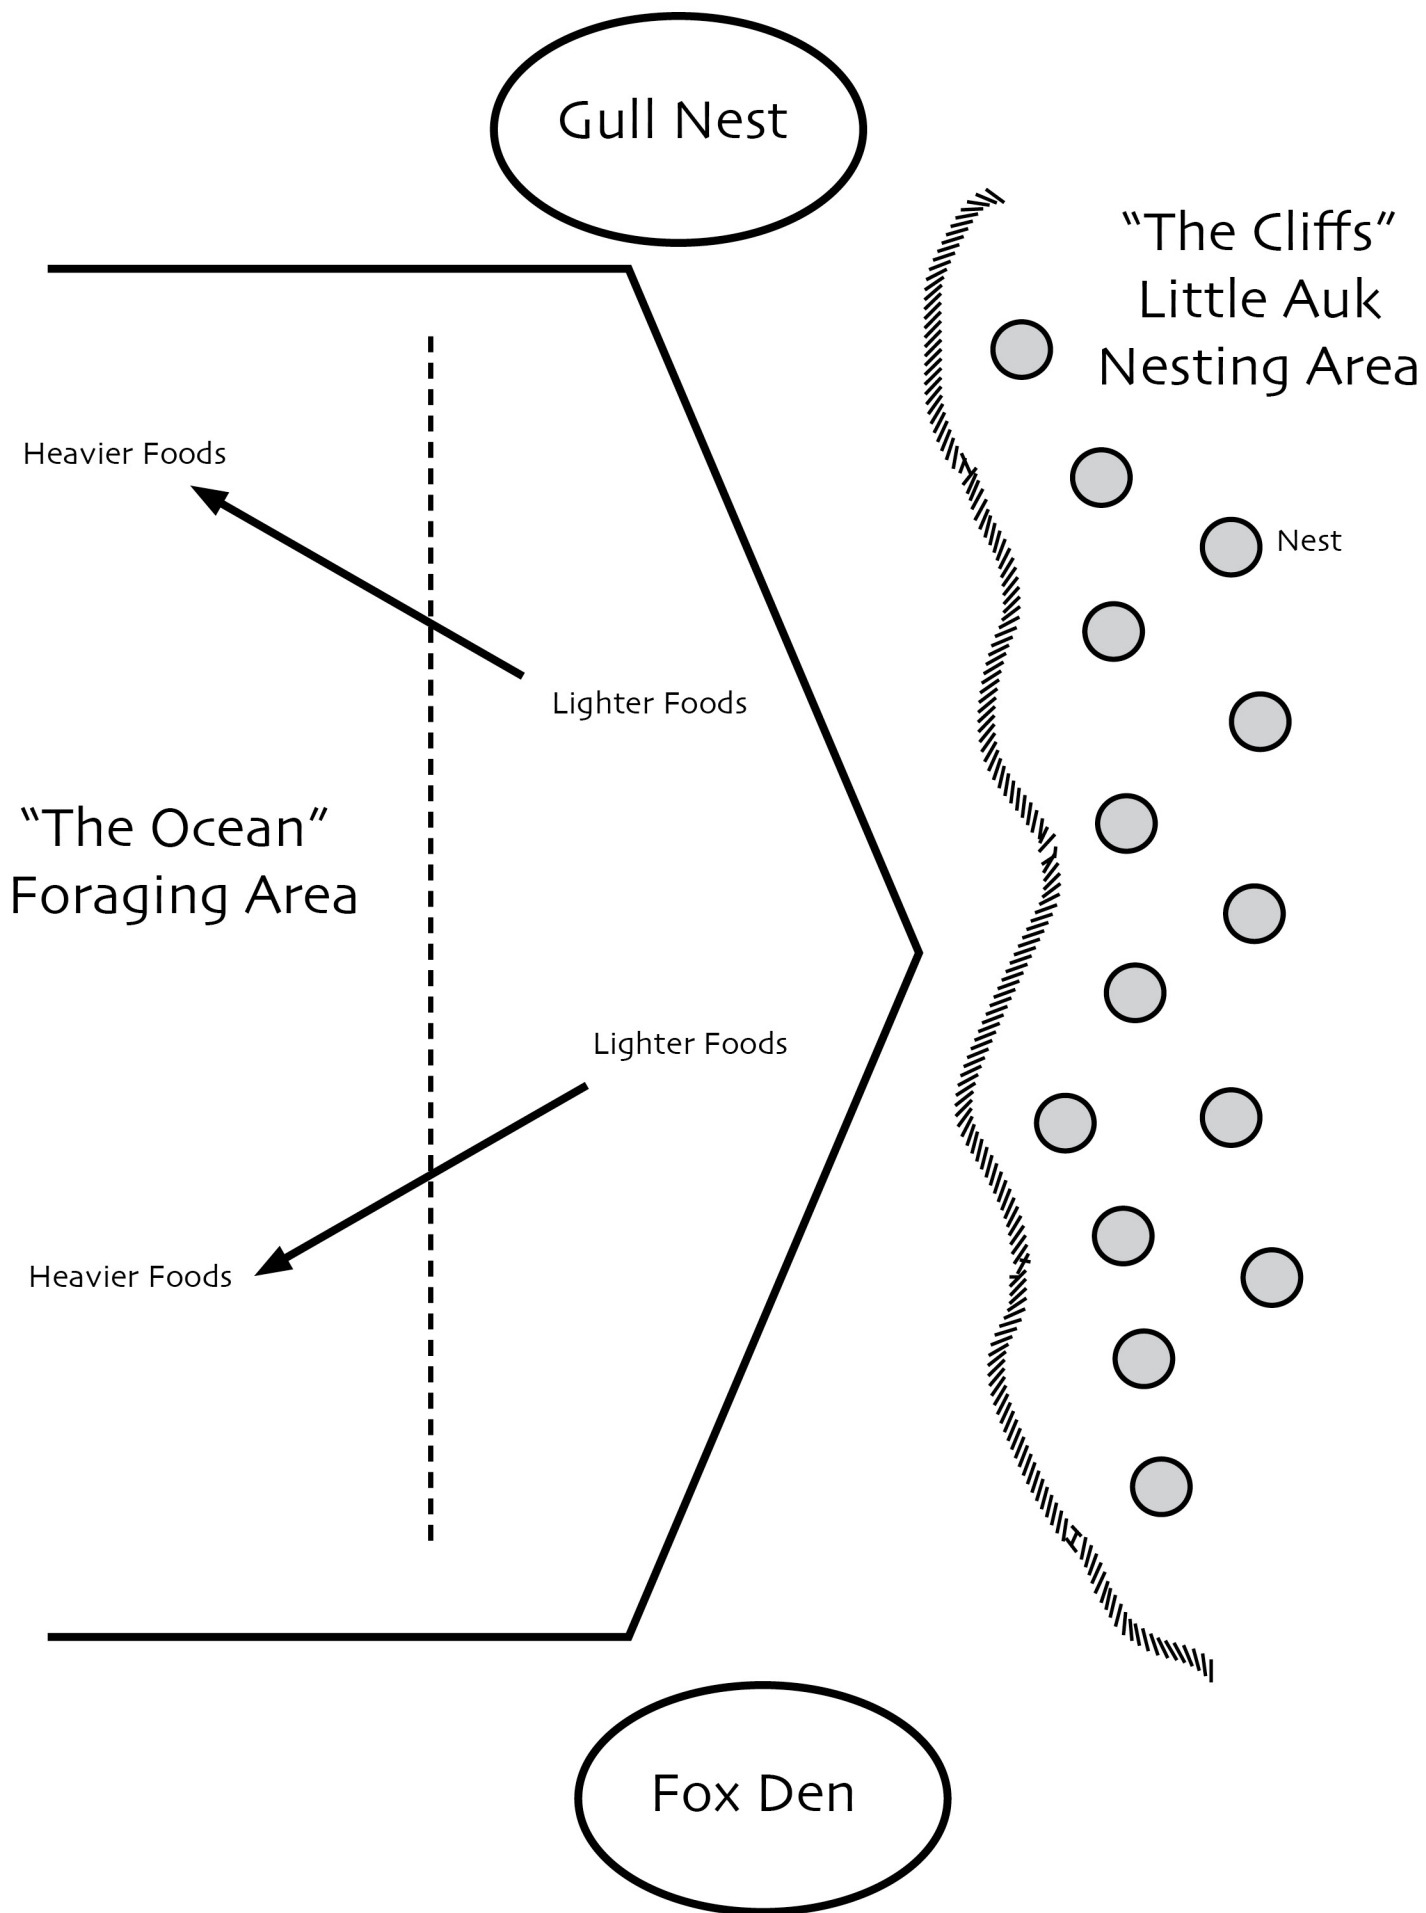 Gull Nest
“The Cliffs”
Little Auk
Nesting Area
Heavier Foods
Nest
Lighter Foods
“The Ocean”
Foraging Area
Lighter Foods
Heavier Foods
Fox Den